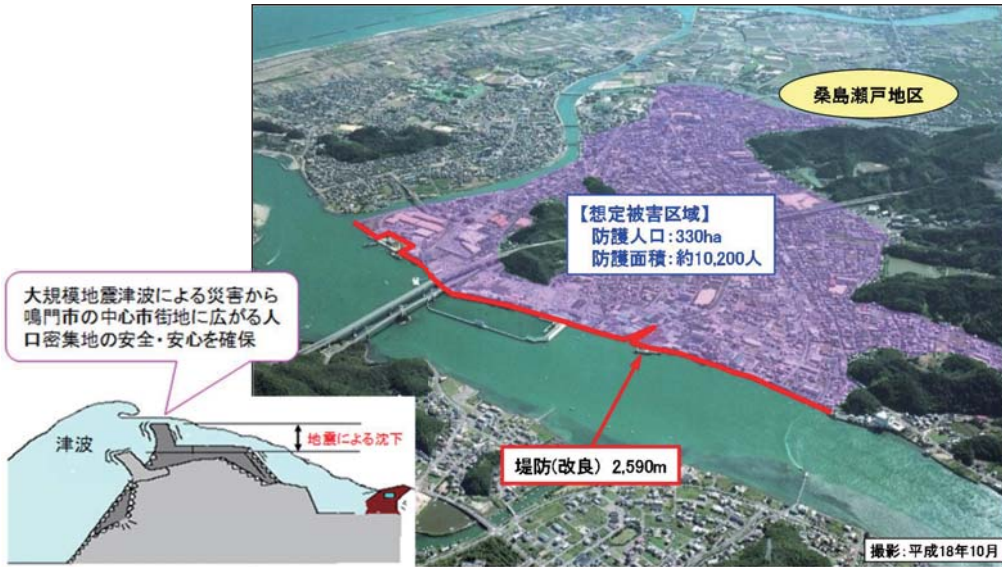 桑島瀬戸地区
【想定被害区域】
防護人口:330ha
防護面積:約10,200人
大規模地震津波による災害から
鳴門市の中心市街地に広がる人
口密集地の安全・安心を確保
津波
地震による沈下
堤防(改良) 2,590m
撮影:平成18年10月